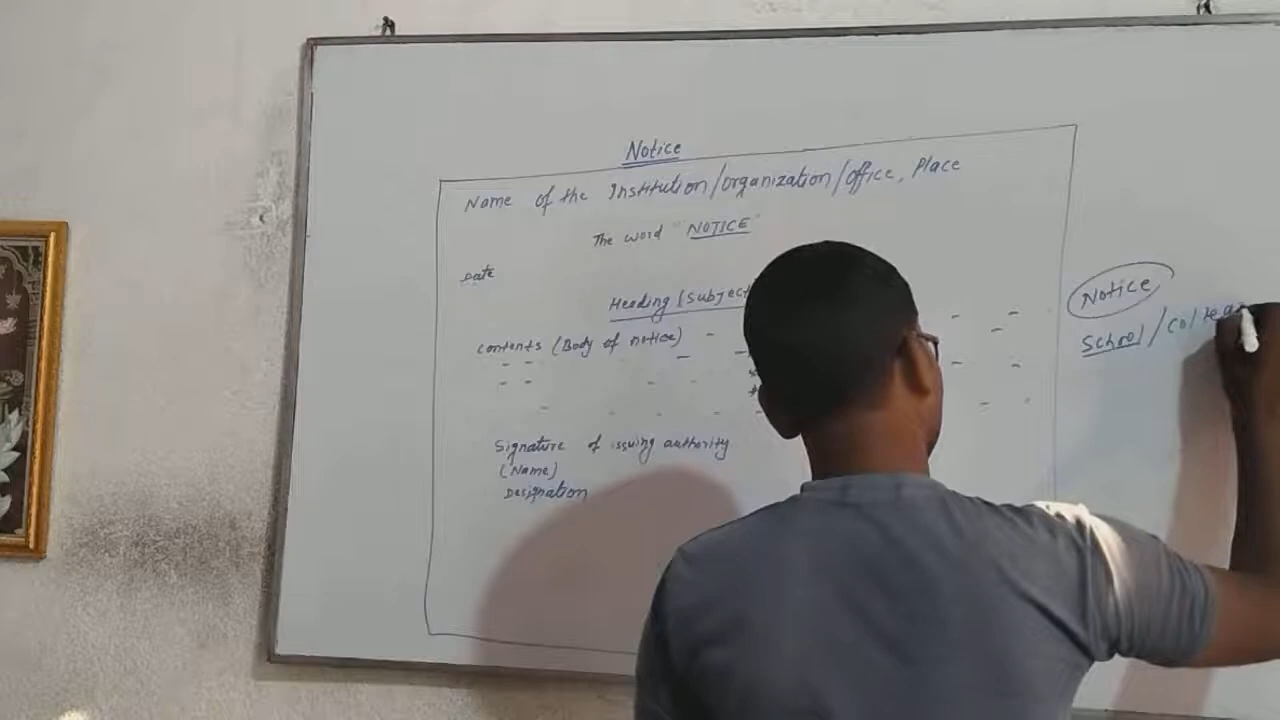 Notice
Name of the Institution/organization/office, Place
The word "NOTICE"
Date
Heading (Subject
Contents (Body of notice)
Signature of issuing authority
(Name)
Designation
Notice
School/College